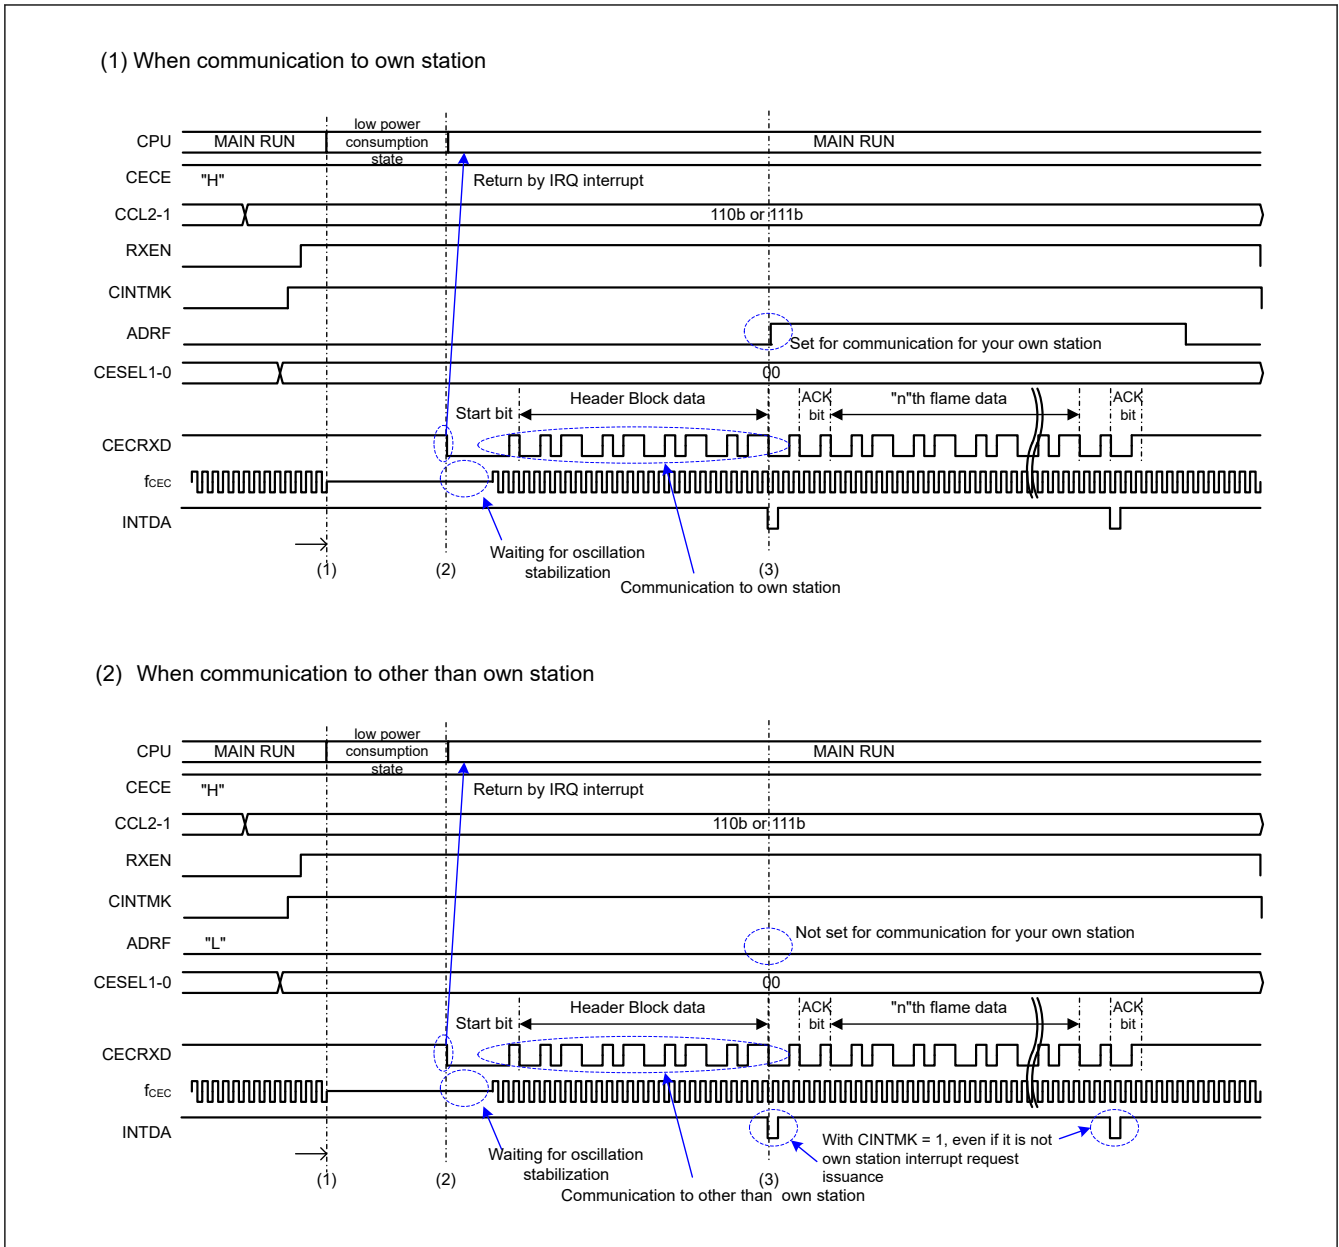 (1) When communication to own station
low power
CPU MAIN RUN consumption MAIN RUN
state
CECE "H" Return by IRQ interrupt
CCL2-1 110b or 111b
RXEN
CINTMK
ADRF
Set for communication for your own station
CESEL1-0 00
Header Block data ACK "n"th flame data ACK
Start bit bit bit
CECRXD
fCEC
INTDA
Waiting for oscillation
stabilization
(1) (2) (3)
Communication to own station
(2) When communication to other than own station
low power
CPU MAIN RUN consumption MAIN RUN
state
CECE "H" Return by IRQ interrupt
CCL2-1 110b or 111b
RXEN
CINTMK
Not set for communication for your own station
ADRF "L"
CESEL1-0 00
Header Block data ACK "n"th flame data ACK
Start bit bit bit
CECRXD
fCEC
INTDA
With CINTMK = 1, even if it is not
own station interrupt request
issuance
Waiting for oscillation
stabilization
(1) (2) (3)
Communication to other than own station